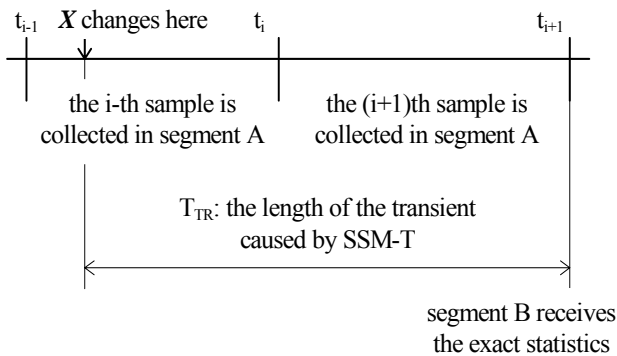 t_{i-1} X changes here t_i t_{i+1}
the i-th sample is
collected in segment A
the (i+1)th sample is
collected in segment A
T_{TR}: the length of the transient
caused by SSM-T
segment B receives
the exact statistics